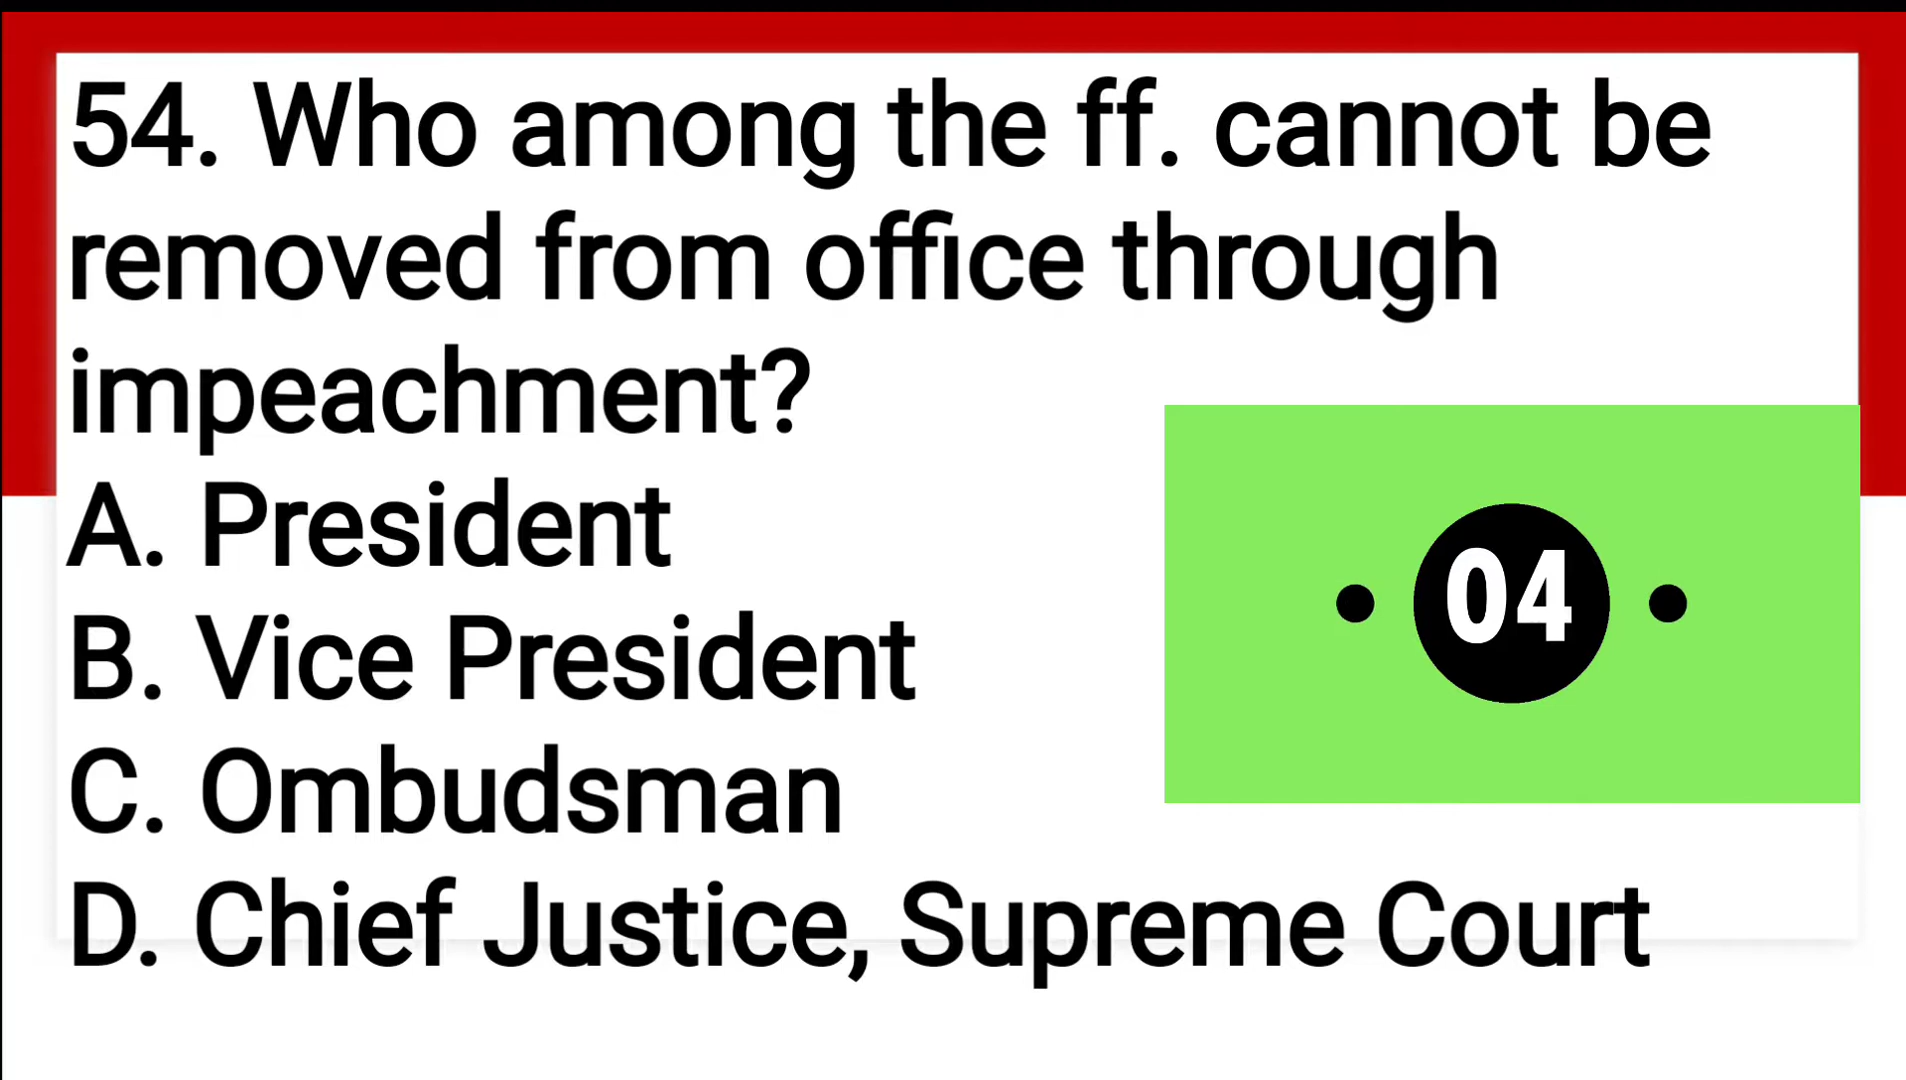 54. Who among the ff. cannot be
removed from office through
impeachment?
A. President
B. Vice President
C. Ombudsman
D. Chief Justice, Supreme Court
04